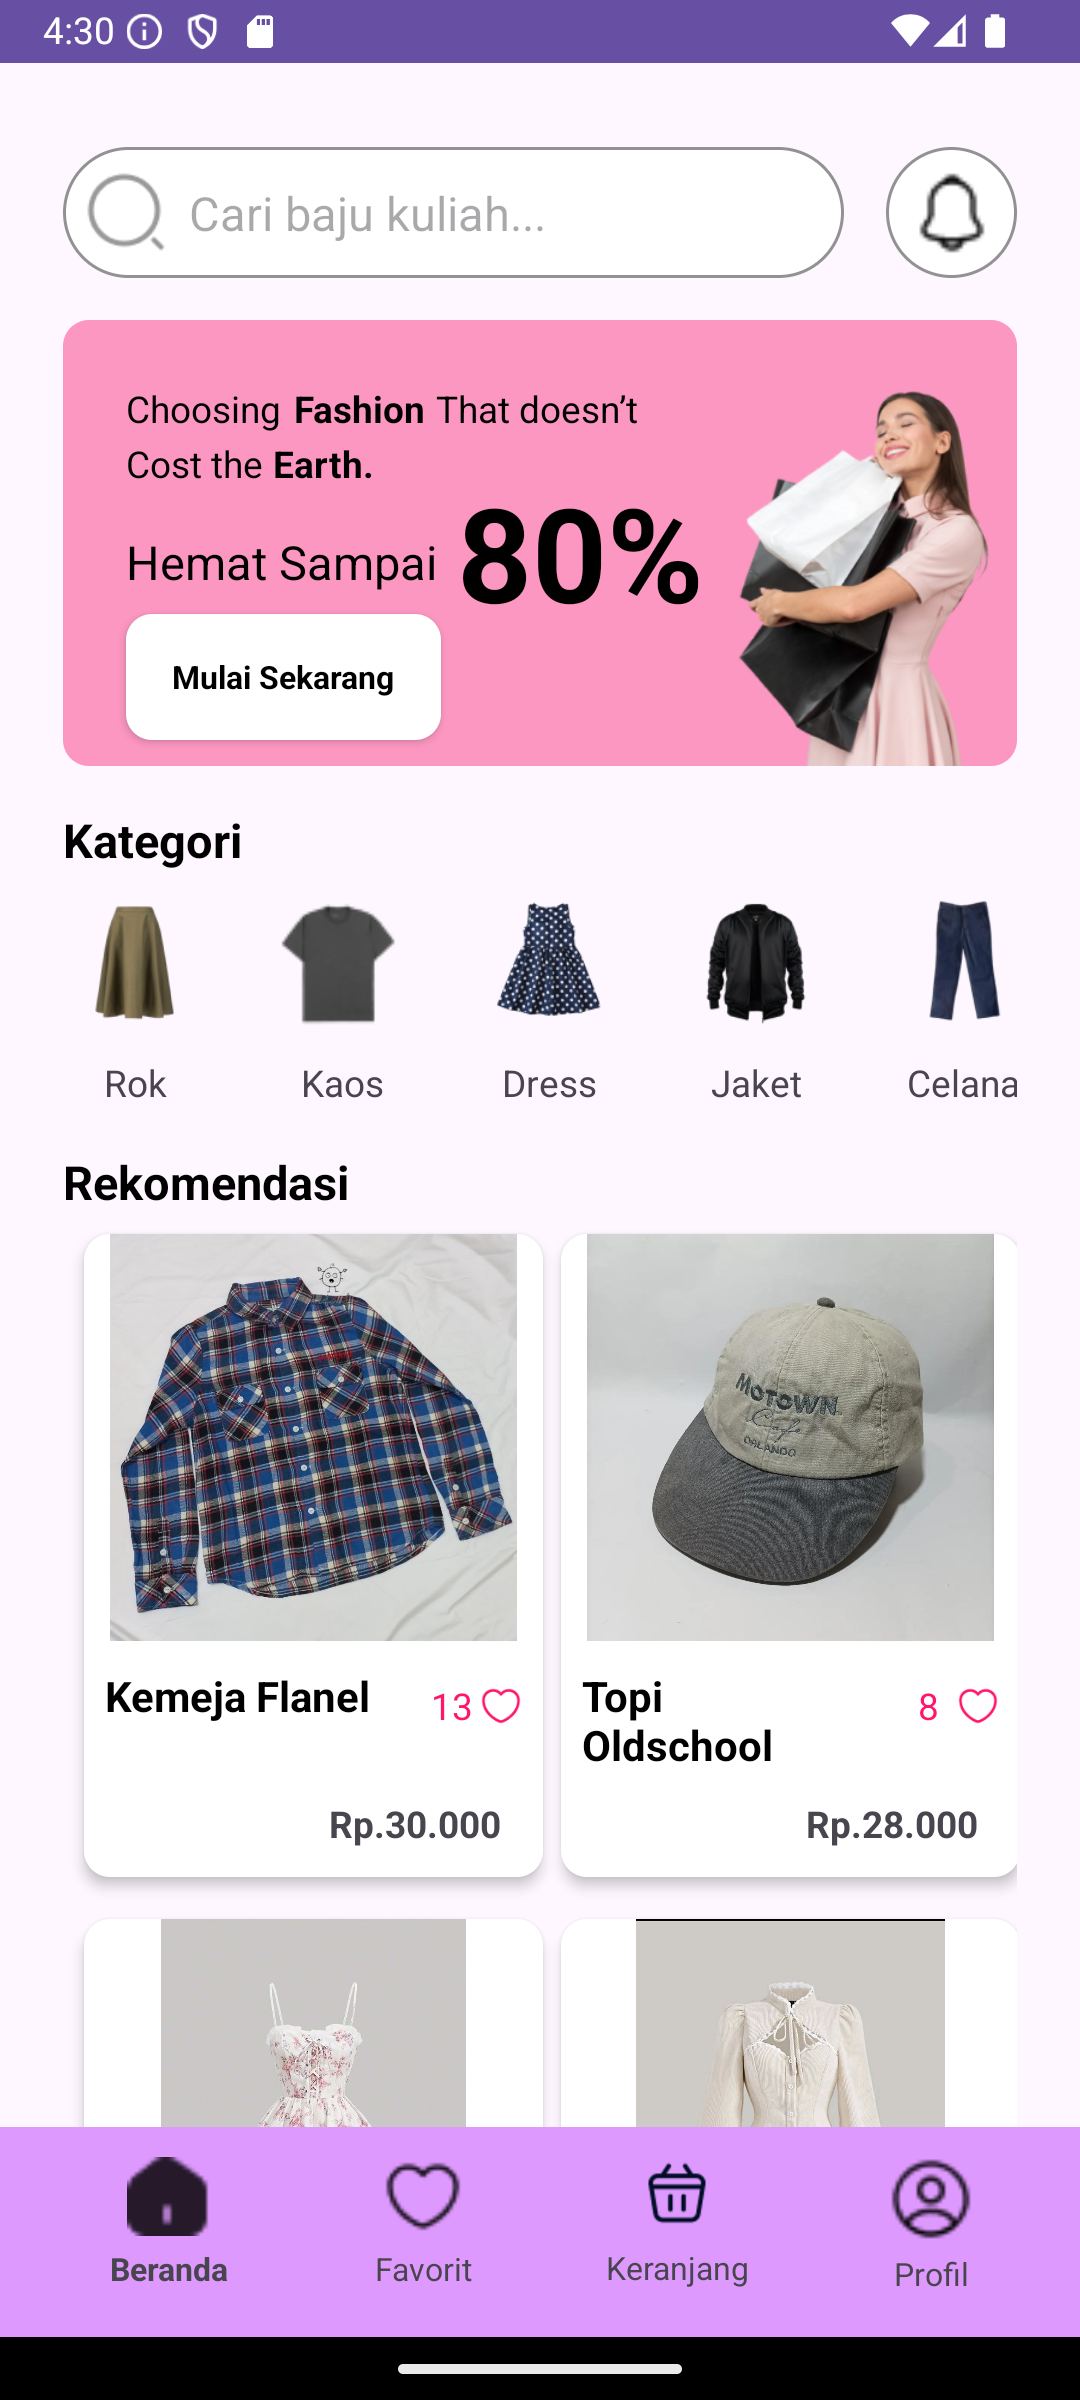 4:30
Cari baju kuliah...
Choosing Fashion That doesn’t
Cost the Earth.
Hemat Sampai 80%
Mulai Sekarang
Kategori
Rok Kaos Dress Jaket Celana
Rekomendasi
MOTOWN
Cafe
ORLANDO
Kemeja Flanel 13
Topi
Oldschool
8
Rp.30.000
Rp.28.000
Beranda Favorit Keranjang Profil